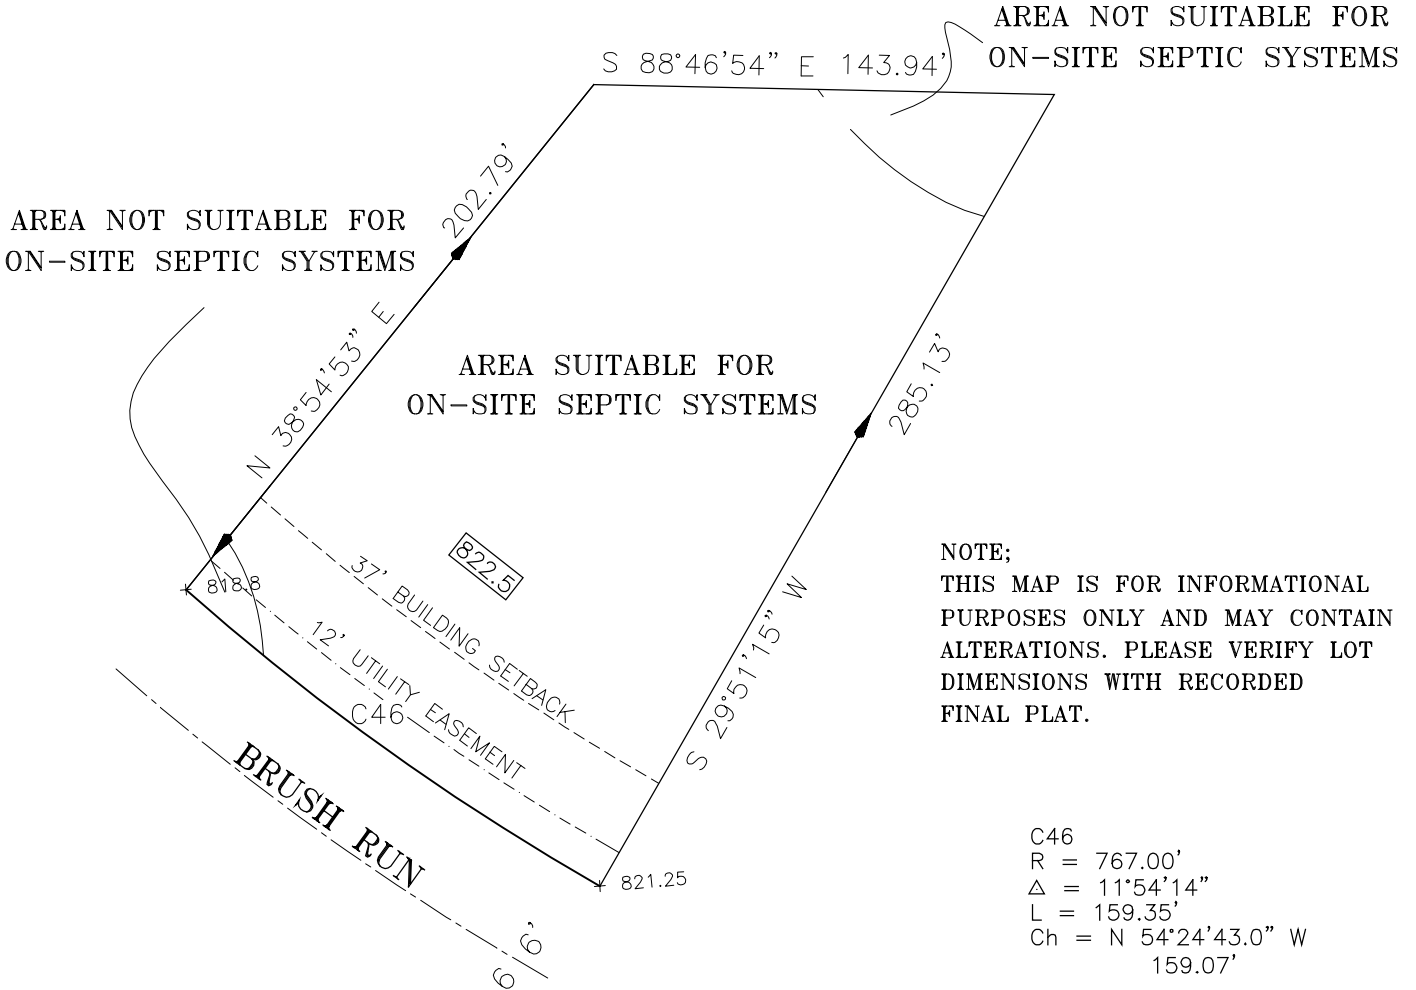 AREA NOT SUITABLE FOR
ON-SITE SEPTIC SYSTEMS
S 88°46'54" E 143.94'
202.79'
AREA NOT SUITABLE FOR
ON-SITE SEPTIC SYSTEMS
N 38°54'53" E
AREA SUITABLE FOR
ON-SITE SEPTIC SYSTEMS
285.13'
S 29°51'15" W
822.5
818.8
37' BUILDING SETBACK
12' UTILITY EASEMENT
C46
BRUSH RUN
821.25
NOTE;
THIS MAP IS FOR INFORMATIONAL
PURPOSES ONLY AND MAY CONTAIN
ALTERATIONS. PLEASE VERIFY LOT
DIMENSIONS WITH RECORDED
FINAL PLAT.
C46
R = 767.00'
Δ = 11°54'14"
L = 159.35'
Ch = N 54°24'43.0" W
159.07'